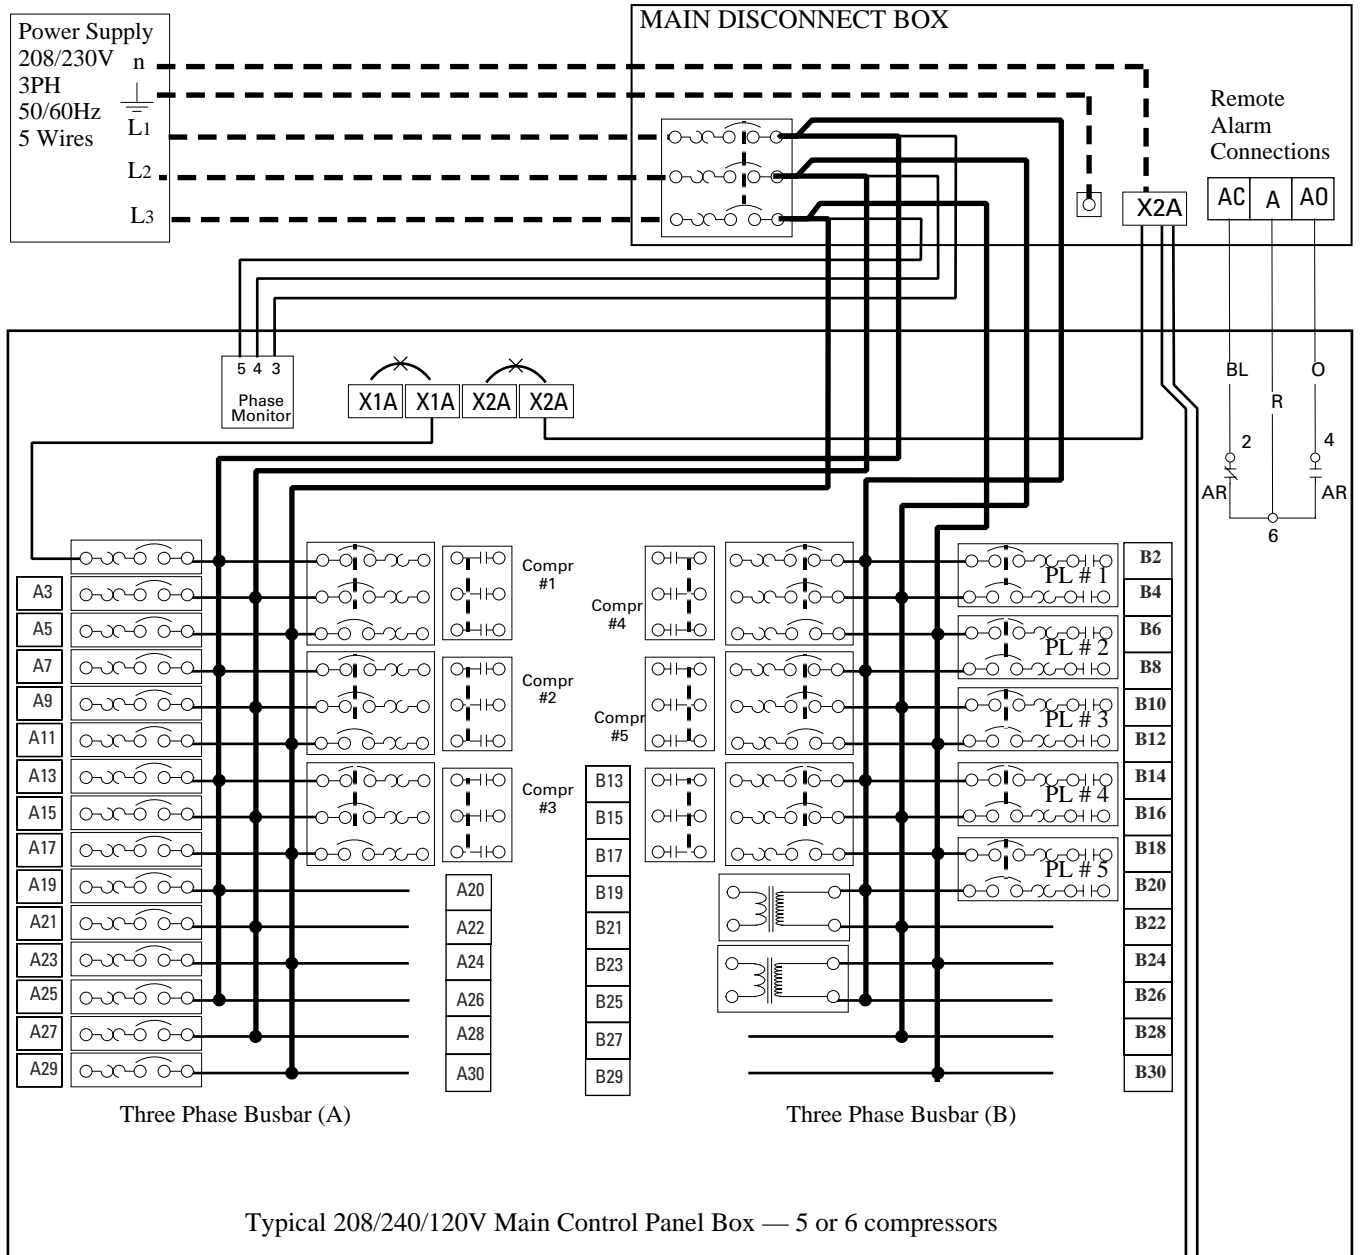 MAIN DISCONNECT BOX
Power Supply
208/230V
3PH
50/60Hz
5 Wires
n
L1
L2
L3
Remote
Alarm
Connections
X2A
AC A AO
5 4 3
Phase
Monitor
X1A X1A X2A X2A
BL
R
O
2
4
AR
AR
6
A3
A5
A7
A9
A11
A13
A15
A17
A19
A21
A23
A25
A27
A29
Compr
#1
Compr
#2
Compr
#3
A20
A22
A24
A26
A28
A30
Compr
#4
Compr
#5
B13
B15
B17
B19
B21
B23
B25
B27
B29
PL # 1
PL # 2
PL # 3
PL # 4
PL # 5
B2
B4
B6
B8
B10
B12
B14
B16
B18
B20
B22
B24
B26
B28
B30
Three Phase Busbar (A)
Three Phase Busbar (B)
Typical 208/240/120V Main Control Panel Box — 5 or 6 compressors